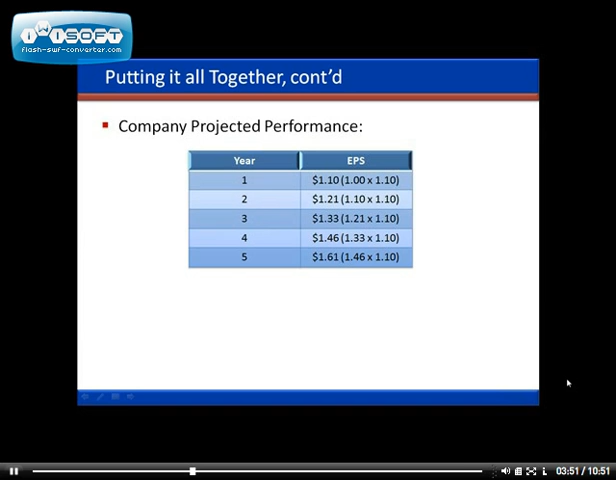 iWiSOFT
flash-swf-converter.com
Putting it all Together, cont'd
Company Projected Performance:
Year EPS
1 $1.10 (1.00 x 1.10)
2 $1.21 (1.10 x 1.10)
3 $1.33 (1.21 x 1.10)
4 $1.46 (1.33 x 1.10)
5 $1.61 (1.46 x 1.10)
03:51 / 10:51